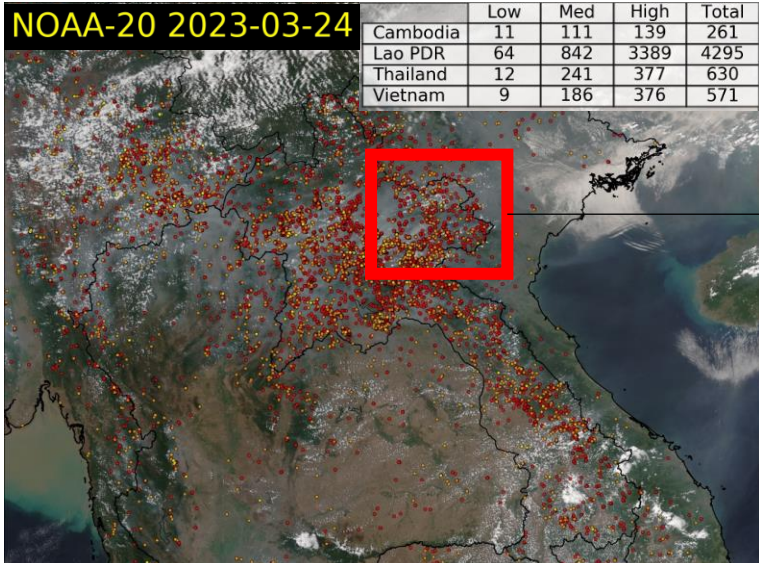 NOAA-20 2023-03-24
Low Med High Total
Cambodia 11 111 139 261
Lao PDR 64 842 3389 4295
Thailand 12 241 377 630
Vietnam 9 186 376 571